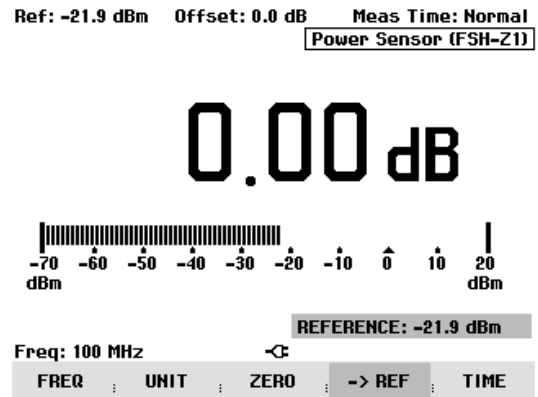 Ref: -21.9 dBm Offset: 0.0 dB Meas Time: Normal
Power Sensor (FSH-Z1)
0.00 dB
-70 -60 -50 -40 -30 -20 -10 0 10 20
dBm dBm
REFERENCE: -21.9 dBm
Freq: 100 MHz
FREQ UNIT ZERO -> REF TIME